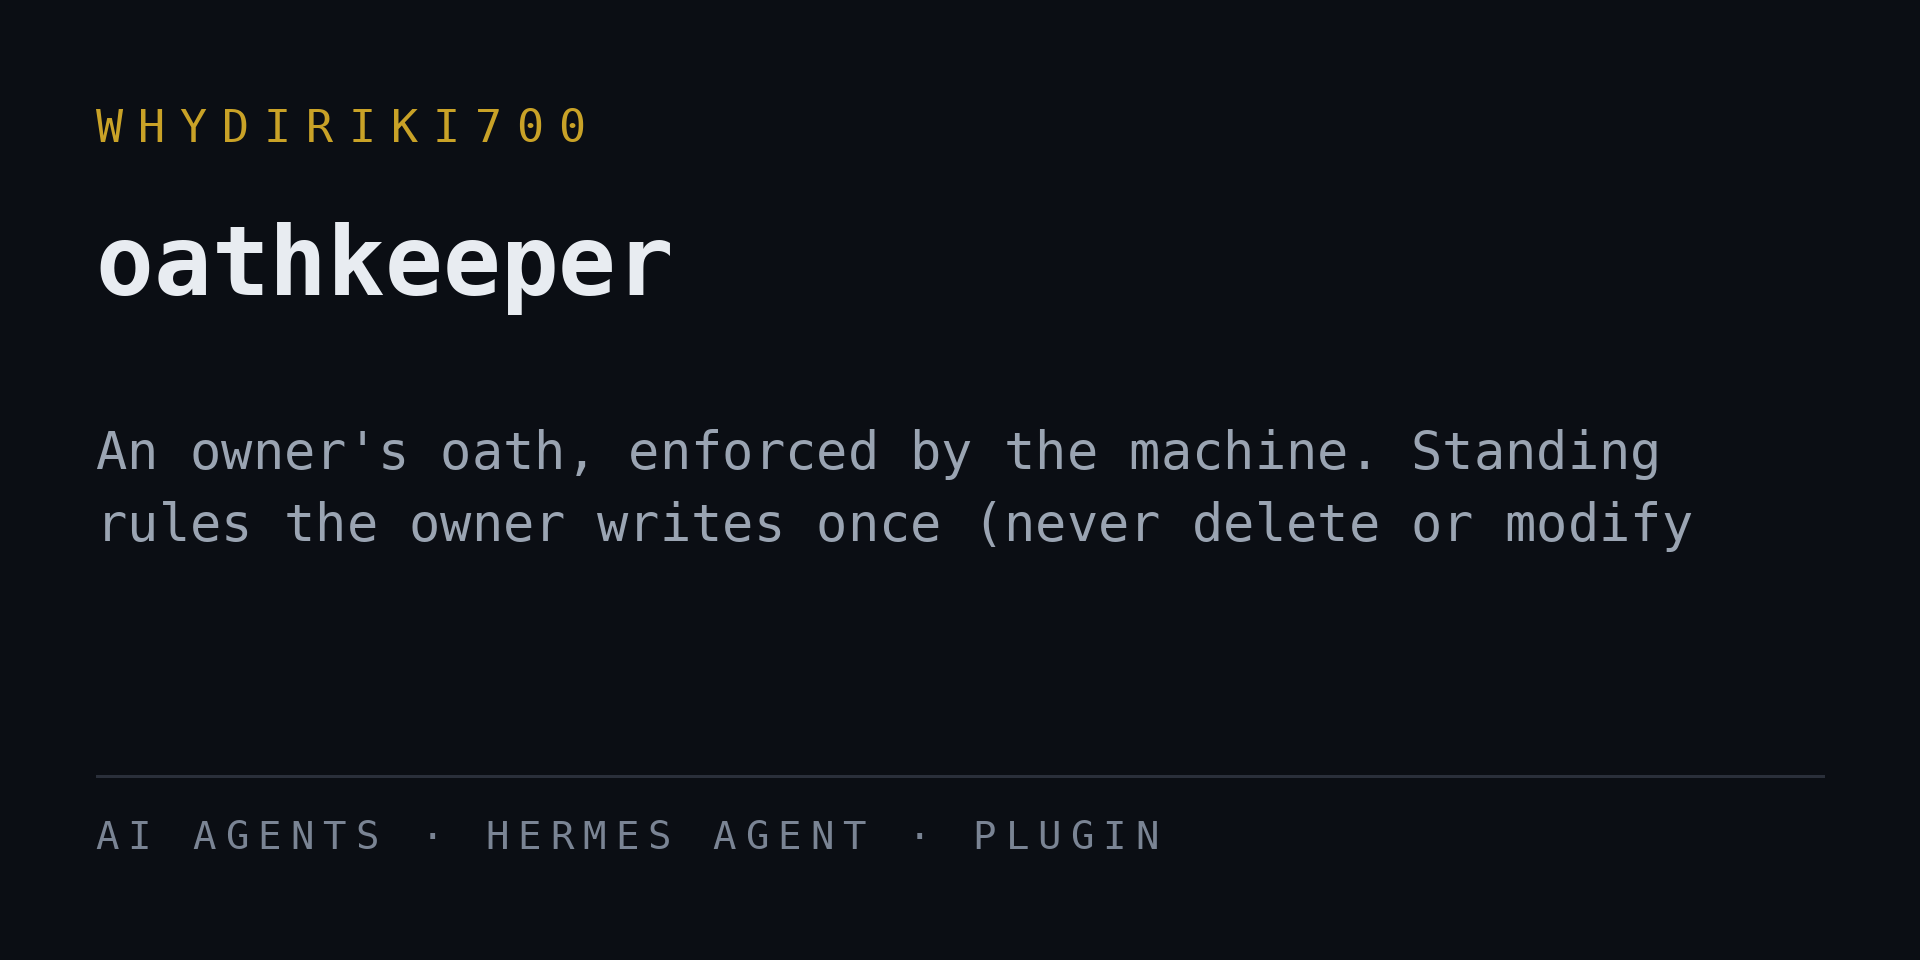 WHYDIRIKI700
oathkeeper
An owner's oath, enforced by the machine. Standing
rules the owner writes once (never delete or modify
AI AGENTS · HERMES AGENT · PLUGIN